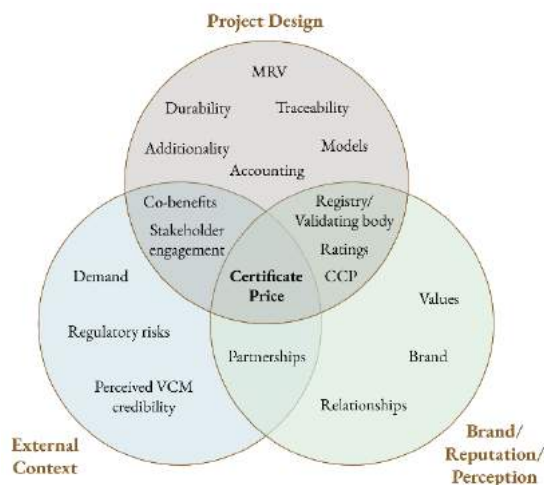 Project Design
MRV
Durability
Traceability
Additionality
Models
Accounting
Co-benefits
Registry/
Validating body
Stakeholder
engagement
Ratings
CCP
Certificate
Price
Demand
Values
Regulatory risks
Partnerships
Brand
Perceived VCM
credibility
Relationships
External
Context
Brand/
Reputation/
Perception